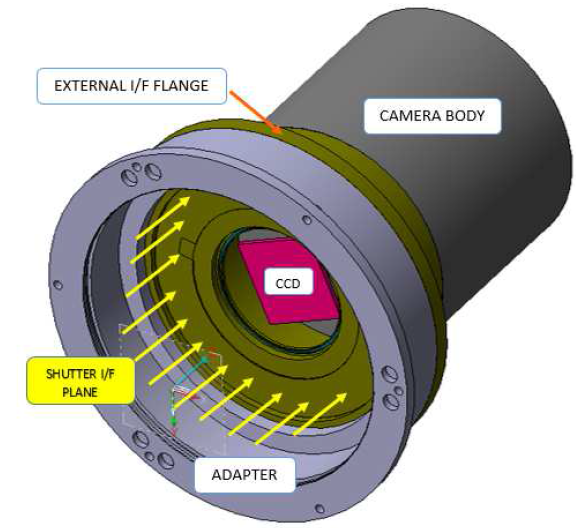 EXTERNAL I/F FLANGE
CAMERA BODY
CCD
SHUTTER I/F
PLANE
ADAPTER